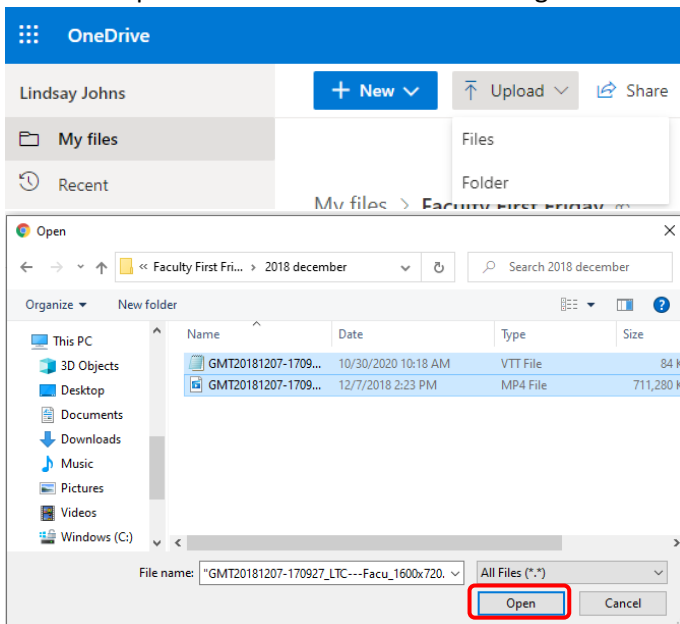 OneDrive
Lindsay Johns
New
Upload
Share
My files
Recent
Files
Folder
My files > Faculty First Friday
Open
« Faculty First Fri... > 2018 december
Search 2018 december
Organize
New folder
This PC
3D Objects
Desktop
Documents
Downloads
Music
Pictures
Videos
Windows (C:)
Name Date Type Size
GMT20181207-1709... 10/30/2020 10:18 AM VTT File 84
GMT20181207-1709... 12/7/2018 2:23 PM MP4 File 711,280
File name: "GMT20181207-170927_LTC---Facu_1600x720.
All Files (*.*)
Open
Cancel